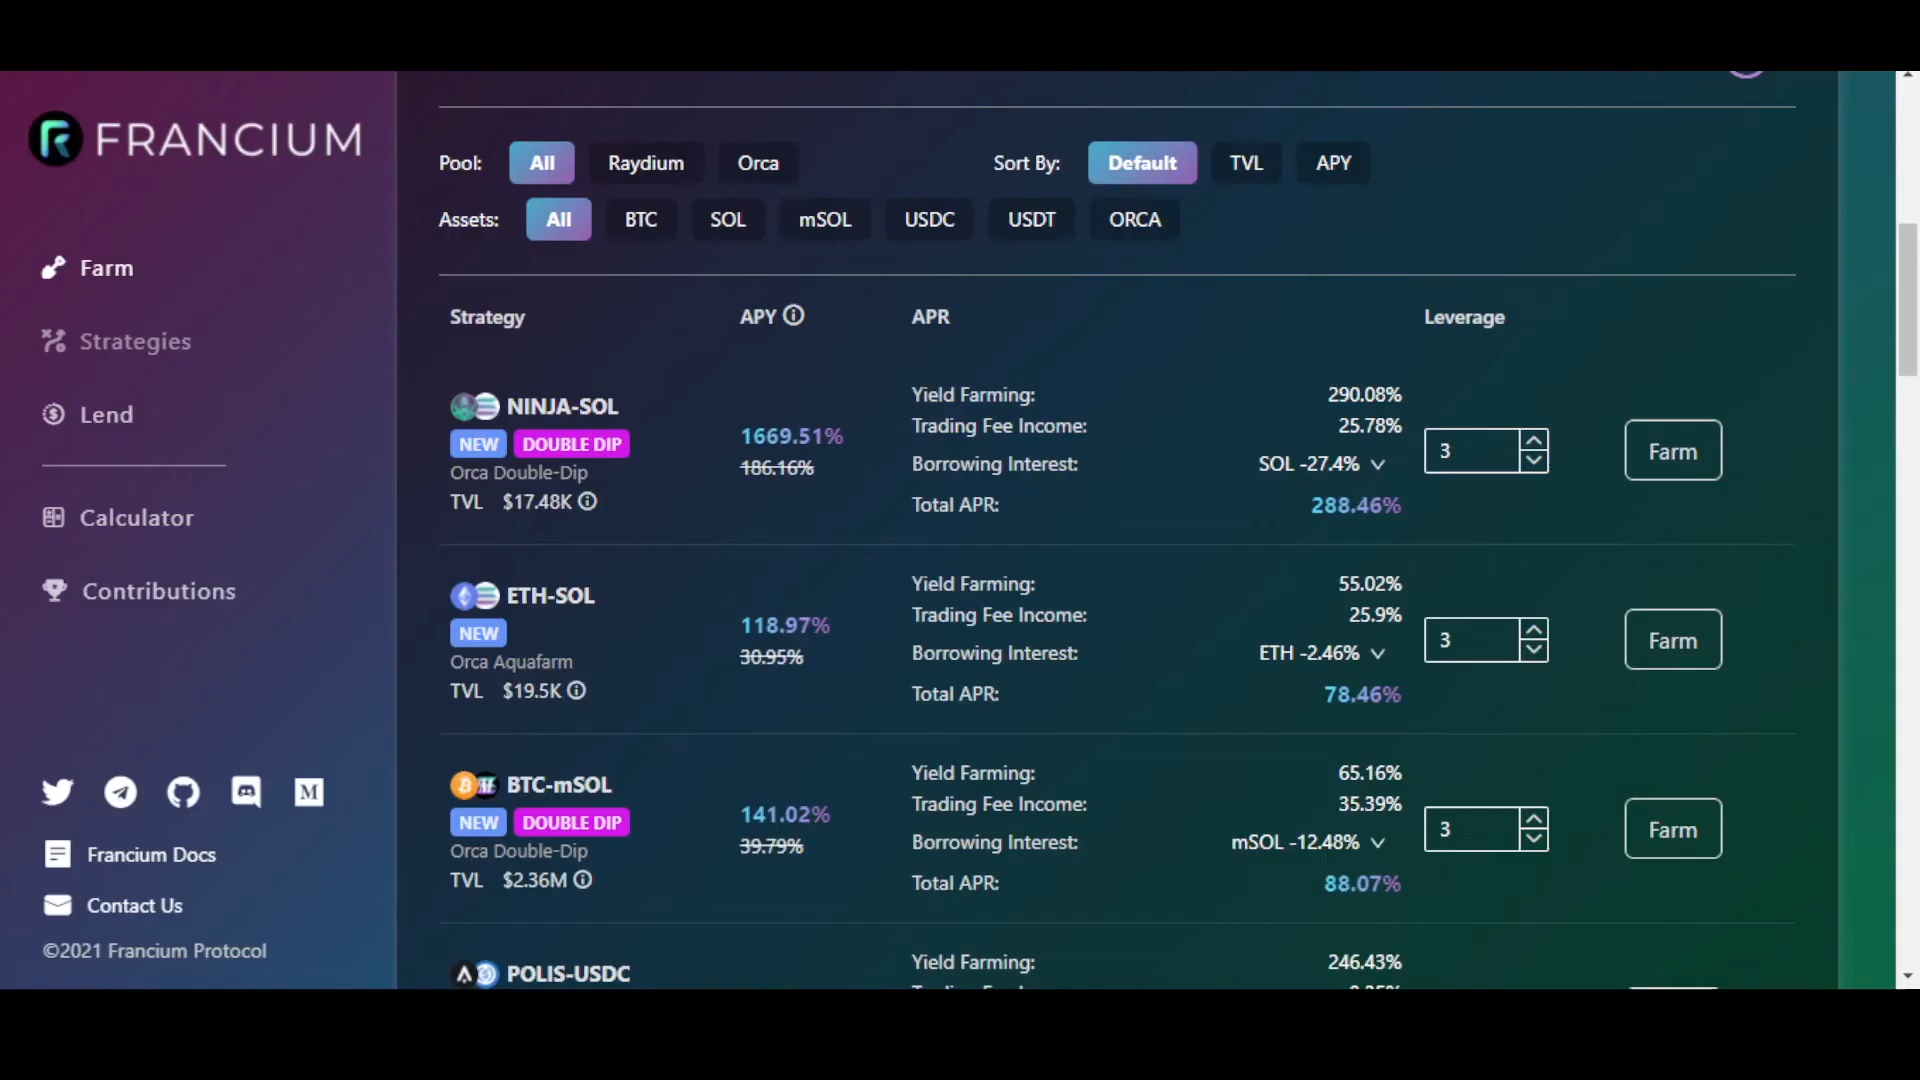 FRANCIUM
Farm
Strategies
Lend
Calculator
Contributions
Francium Docs
Contact Us
©2021 Francium Protocol
Pool: All Raydium Orca Sort By: Default TVL APY
Assets: All BTC SOL mSOL USDC USDT ORCA
Strategy APY APR Leverage
NINJA-SOL
NEW DOUBLE DIP
Orca Double-Dip
TVL $17.48K
1669.51%
186.16%
Yield Farming: 290.08%
Trading Fee Income: 25.78%
Borrowing Interest: SOL -27.4%
Total APR: 288.46%
3
Farm
ETH-SOL
NEW
Orca Aquafarm
TVL $19.5K
118.97%
30.95%
Yield Farming: 55.02%
Trading Fee Income: 25.9%
Borrowing Interest: ETH -2.46%
Total APR: 78.46%
3
Farm
BTC-mSOL
NEW DOUBLE DIP
Orca Double-Dip
TVL $2.36M
141.02%
39.79%
Yield Farming: 65.16%
Trading Fee Income: 35.39%
Borrowing Interest: mSOL -12.48%
Total APR: 88.07%
3
Farm
POLIS-USDC
Yield Farming: 246.43%